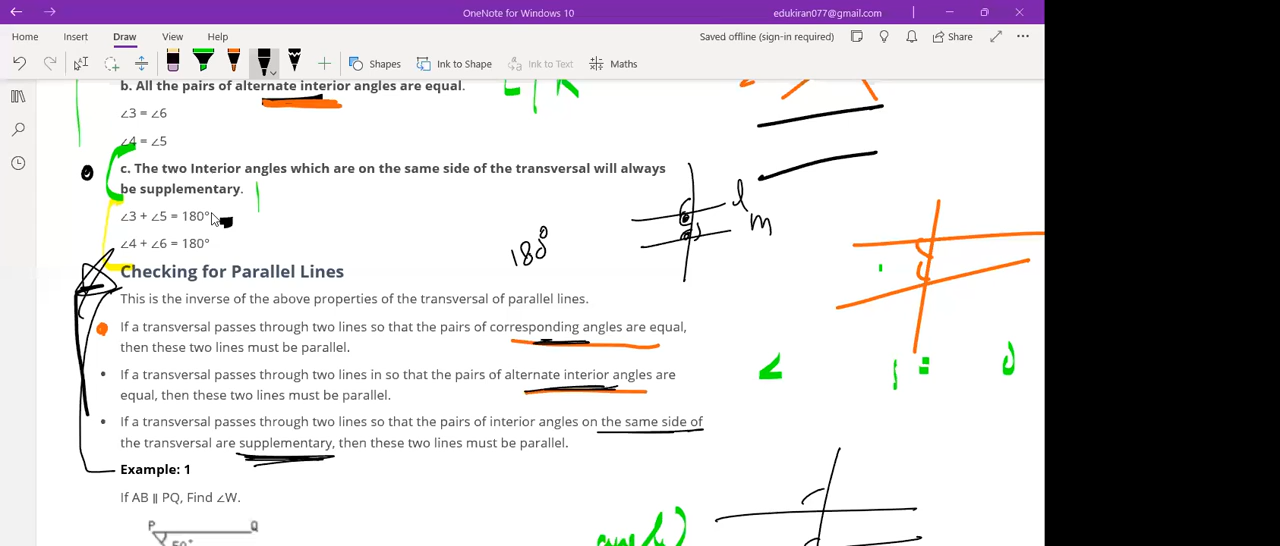 OneNote for Windows 10
edukiran077@gmail.com
Home Insert Draw View Help
Saved offline (sign-in required)
Share
Shapes
Ink to Shape
Ink to Text
Maths
b. All the pairs of alternate interior angles are equal.
∠3 = ∠6
∠4 = ∠5
c. The two Interior angles which are on the same side of the transversal will always
be supplementary.
∠3 + ∠5 = 180°
∠4 + ∠6 = 180°
l
m
180°
Checking for Parallel Lines
This is the inverse of the above properties of the transversal of parallel lines.
If a transversal passes through two lines so that the pairs of corresponding angles are equal,
then these two lines must be parallel.
If a transversal passes through two lines in so that the pairs of alternate interior angles are
equal, then these two lines must be parallel.
If a transversal passes through two lines so that the pairs of interior angles on the same side of
the transversal are supplementary, then these two lines must be parallel.
Example: 1
If AB ∥ PQ, Find ∠W.
P Q
50°